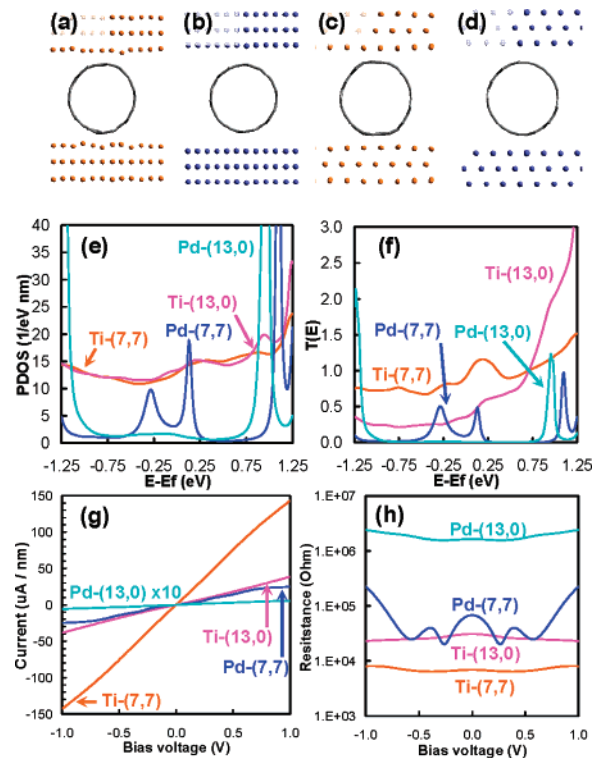 (a) (b) (c) (d)
(e)
40
35
30
25
20
15
10
5
0
PDOS (1/eV nm)
Pd-(13,0)
Ti-(13,0)
Ti-(7,7)
Pd-(7,7)
-1.25 -0.75 -0.25 0.25 0.75 1.25
E-Ef (eV)
(f)
3.0
2.5
2.0
1.5
1.0
0.5
0.0
T(E)
Ti-(13,0)
Pd-(7,7)
Pd-(13,0)
Ti-(7,7)
-1.25 -0.75 -0.25 0.25 0.75 1.25
E-Ef (eV)
(g)
150
100
50
0
-50
-100
-150
Current (uA / nm)
Pd-(13,0) x10
Ti-(13,0)
Pd-(7,7)
Ti-(7,7)
-1.0 -0.5 0.0 0.5 1.0
Bias voltage (V)
(h)
1.E+07
1.E+06
1.E+05
1.E+04
1.E+03
Resitstance (Ohm)
Pd-(13,0)
Pd-(7,7)
Ti-(13,0)
Ti-(7,7)
-1.0 -0.5 0.0 0.5 1.0
Bias voltage (V)